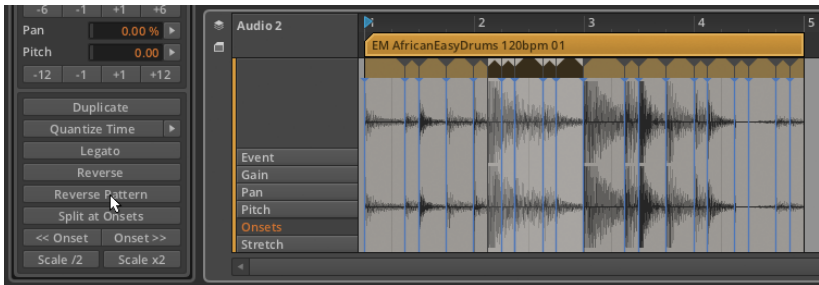 -6 -1 +1 +6
Pan 0.00 %
Pitch 0.00
-12 -1 +1 +12
Duplicate
Quantize Time
Legato
Reverse
Reverse Pattern
Split at Onsets
<< Onset Onset >>
Scale /2 Scale x2
Audio 2
1 2 3 4 5
EM AfricanEasyDrums 120bpm 01
Event
Gain
Pan
Pitch
Onsets
Stretch